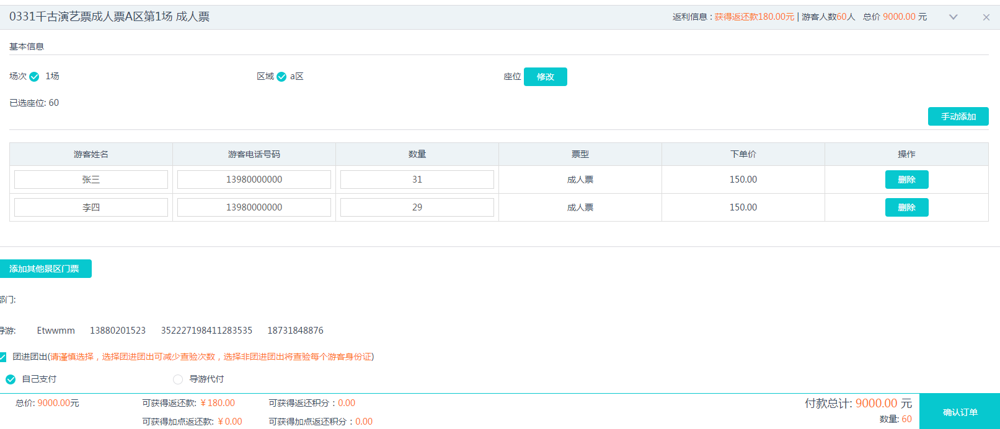 0331千古演艺票成人票A区第1场 成人票 返利信息 : 获得返还款180.00元 | 游客人数60人 总价 9000.00 元
基本信息
场次 1场 区域 a区 座位 修改
已选座位: 60
手动添加
游客姓名 游客电话号码 数量 票型 下单价 操作
张三 13980000000 31 成人票 150.00 删除
李四 13980000000 29 成人票 150.00 删除
添加其他景区门票
部门:
导游: Etwwmm 13880201523 352227198411283535 18731848876
团进团出(请谨慎选择，选择团进团出可减少查验次数，选择非团进团出将查验每个游客身份证)
自己支付 导游代付
总价: 9000.00元 可获得返还款: ￥180.00 可获得返还积分：0.00 付款总计: 9000.00 元 确认订单
可获得加点返还款: ￥0.00 可获得加点返还积分：0.00 数量: 60